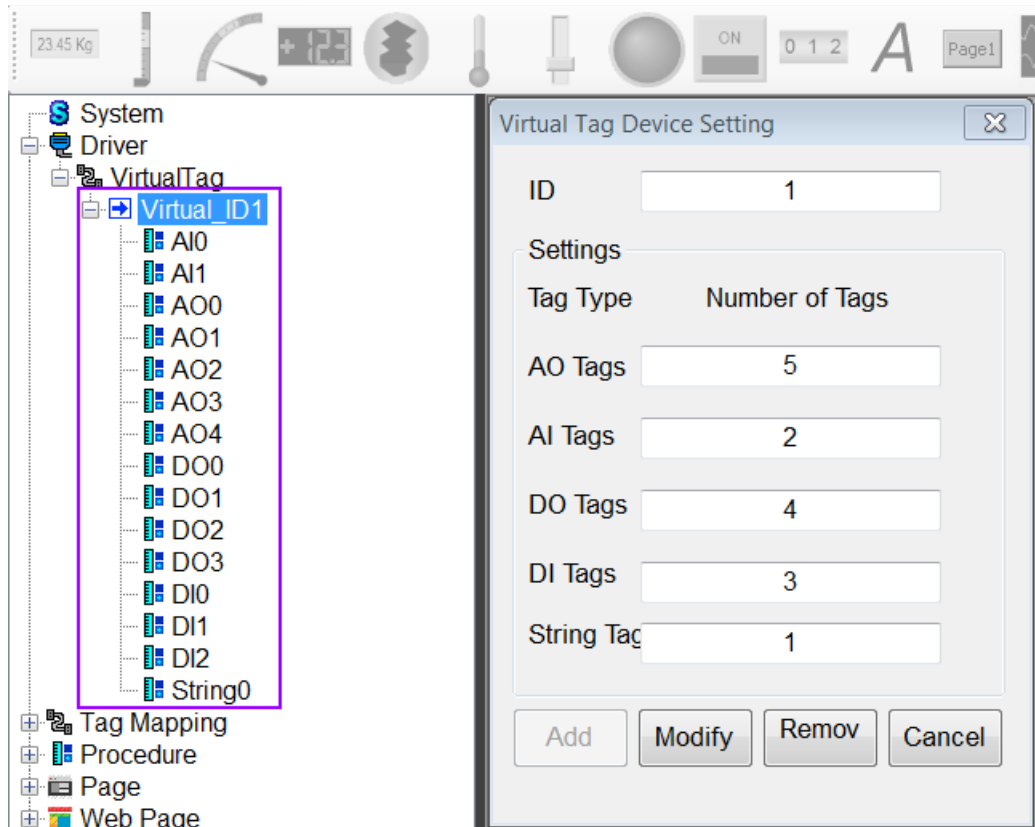 23.45 Kg
+ 12.3
ON
0 1 2
A
Page1
System
Driver
VirtualTag
Virtual_ID1
AI0
AI1
AO0
AO1
AO2
AO3
AO4
DO0
DO1
DO2
DO3
DI0
DI1
DI2
String0
Tag Mapping
Procedure
Page
Web Page
Virtual Tag Device Setting
ID 1
Settings
Tag Type Number of Tags
AO Tags 5
AI Tags 2
DO Tags 4
DI Tags 3
String Tag 1
Add Modify Remov Cancel